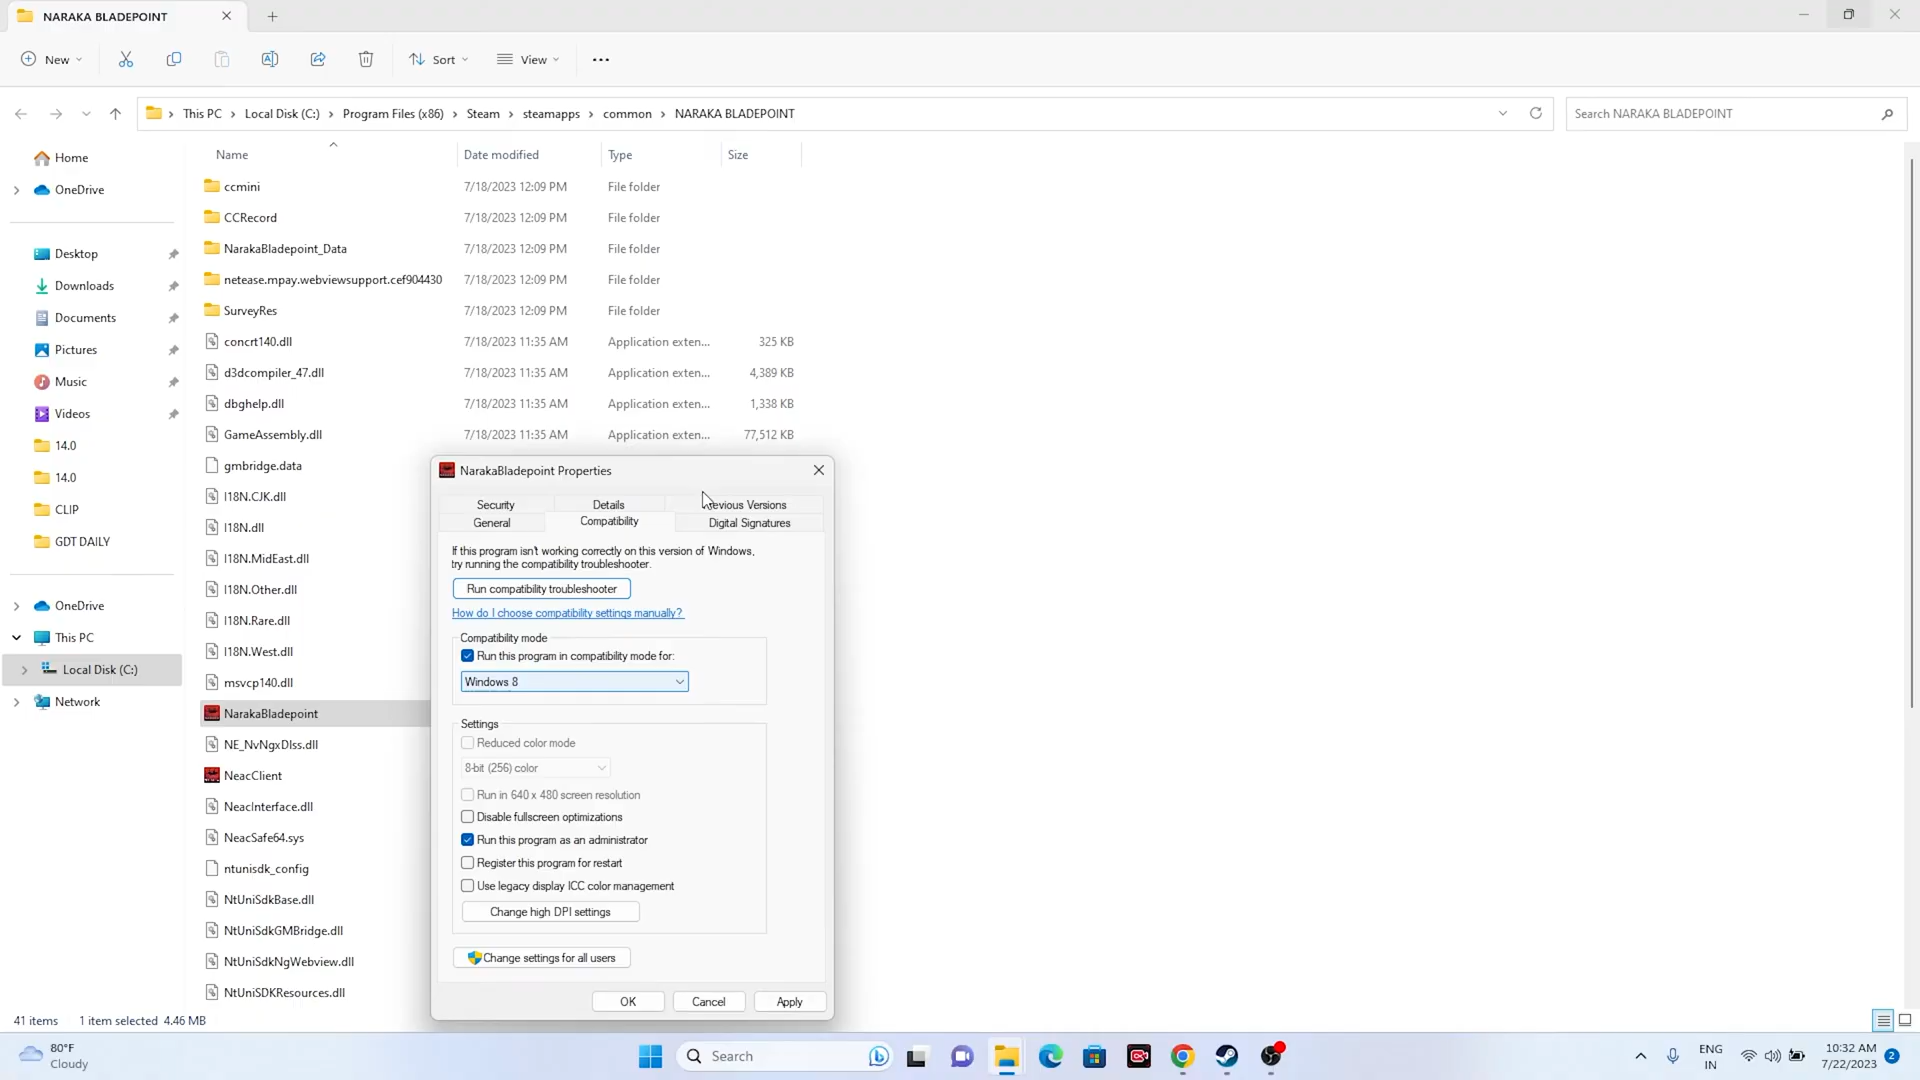 NARAKA BLADEPOINT
New
Sort
View
This PC > Local Disk (C:) > Program Files (x86) > Steam > steamapps > common > NARAKA BLADEPOINT
Search NARAKA BLADEPOINT
Home
OneDrive
Desktop
Downloads
Documents
Pictures
Music
Videos
14.0
14.0
CLIP
GDT DAILY
OneDrive
This PC
Local Disk (C:)
Network
Name Date modified Type Size
ccmini 7/18/2023 12:09 PM File folder
CCRecord 7/18/2023 12:09 PM File folder
NarakaBladepoint_Data 7/18/2023 12:09 PM File folder
netease.mpay.webviewsupport.cef904430 7/18/2023 12:09 PM File folder
SurveyRes 7/18/2023 12:09 PM File folder
concrt140.dll 7/18/2023 11:35 AM Application exten... 325 KB
d3dcompiler_47.dll 7/18/2023 11:35 AM Application exten... 4,389 KB
dbghelp.dll 7/18/2023 11:35 AM Application exten... 1,338 KB
GameAssembly.dll 7/18/2023 11:35 AM Application exten... 77,512 KB
gmbridge.data
I18N.CJK.dll
I18N.dll
I18N.MidEast.dll
I18N.Other.dll
I18N.Rare.dll
I18N.West.dll
msvcp140.dll
NarakaBladepoint
NE_NvNgxDlss.dll
NeacClient
NeacInterface.dll
NeacSafe64.sys
ntunisdk_config
NtUniSdkBase.dll
NtUniSdkGMBridge.dll
NtUniSdkNgWebview.dll
NtUniSDKResources.dll
NarakaBladepoint Properties
Security Details Previous Versions
General Compatibility Digital Signatures
If this program isn't working correctly on this version of Windows,
try running the compatibility troubleshooter.
Run compatibility troubleshooter
How do I choose compatibility settings manually?
Compatibility mode
Run this program in compatibility mode for:
Windows 8
Settings
Reduced color mode
8-bit (256) color
Run in 640 x 480 screen resolution
Disable fullscreen optimizations
Run this program as an administrator
Register this program for restart
Use legacy display ICC color management
Change high DPI settings
Change settings for all users
OK Cancel Apply
41 items 1 item selected 4.46 MB
80°F
Cloudy
Search
ENG
IN
10:32 AM
7/22/2023
2